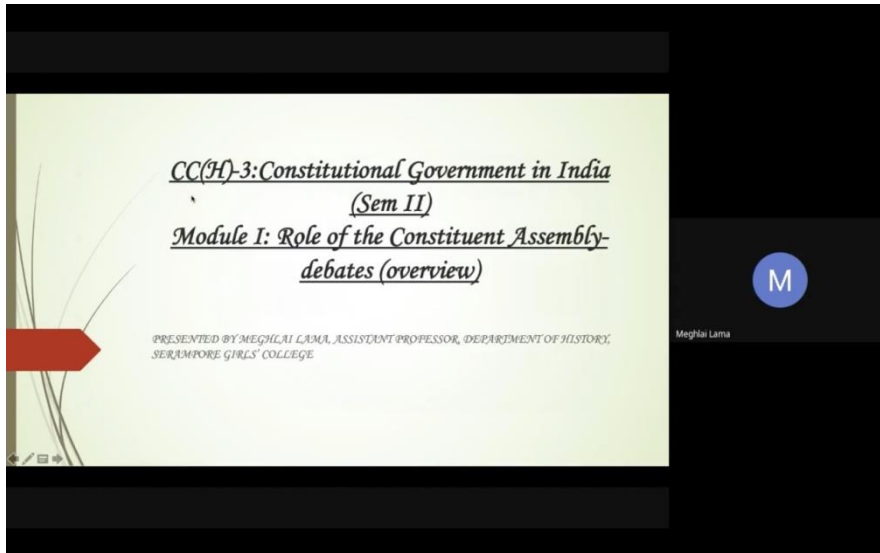 CC(H)-3:Constitutional Government in India
(Sem II)
Module I: Role of the Constituent Assembly-
debates (overview)
PRESENTED BY MEGHLAI LAMA, ASSISTANT PROFESSOR, DEPARTMENT OF HISTORY,
SERAMPORE GIRLS' COLLEGE
M
Meghlai Lama